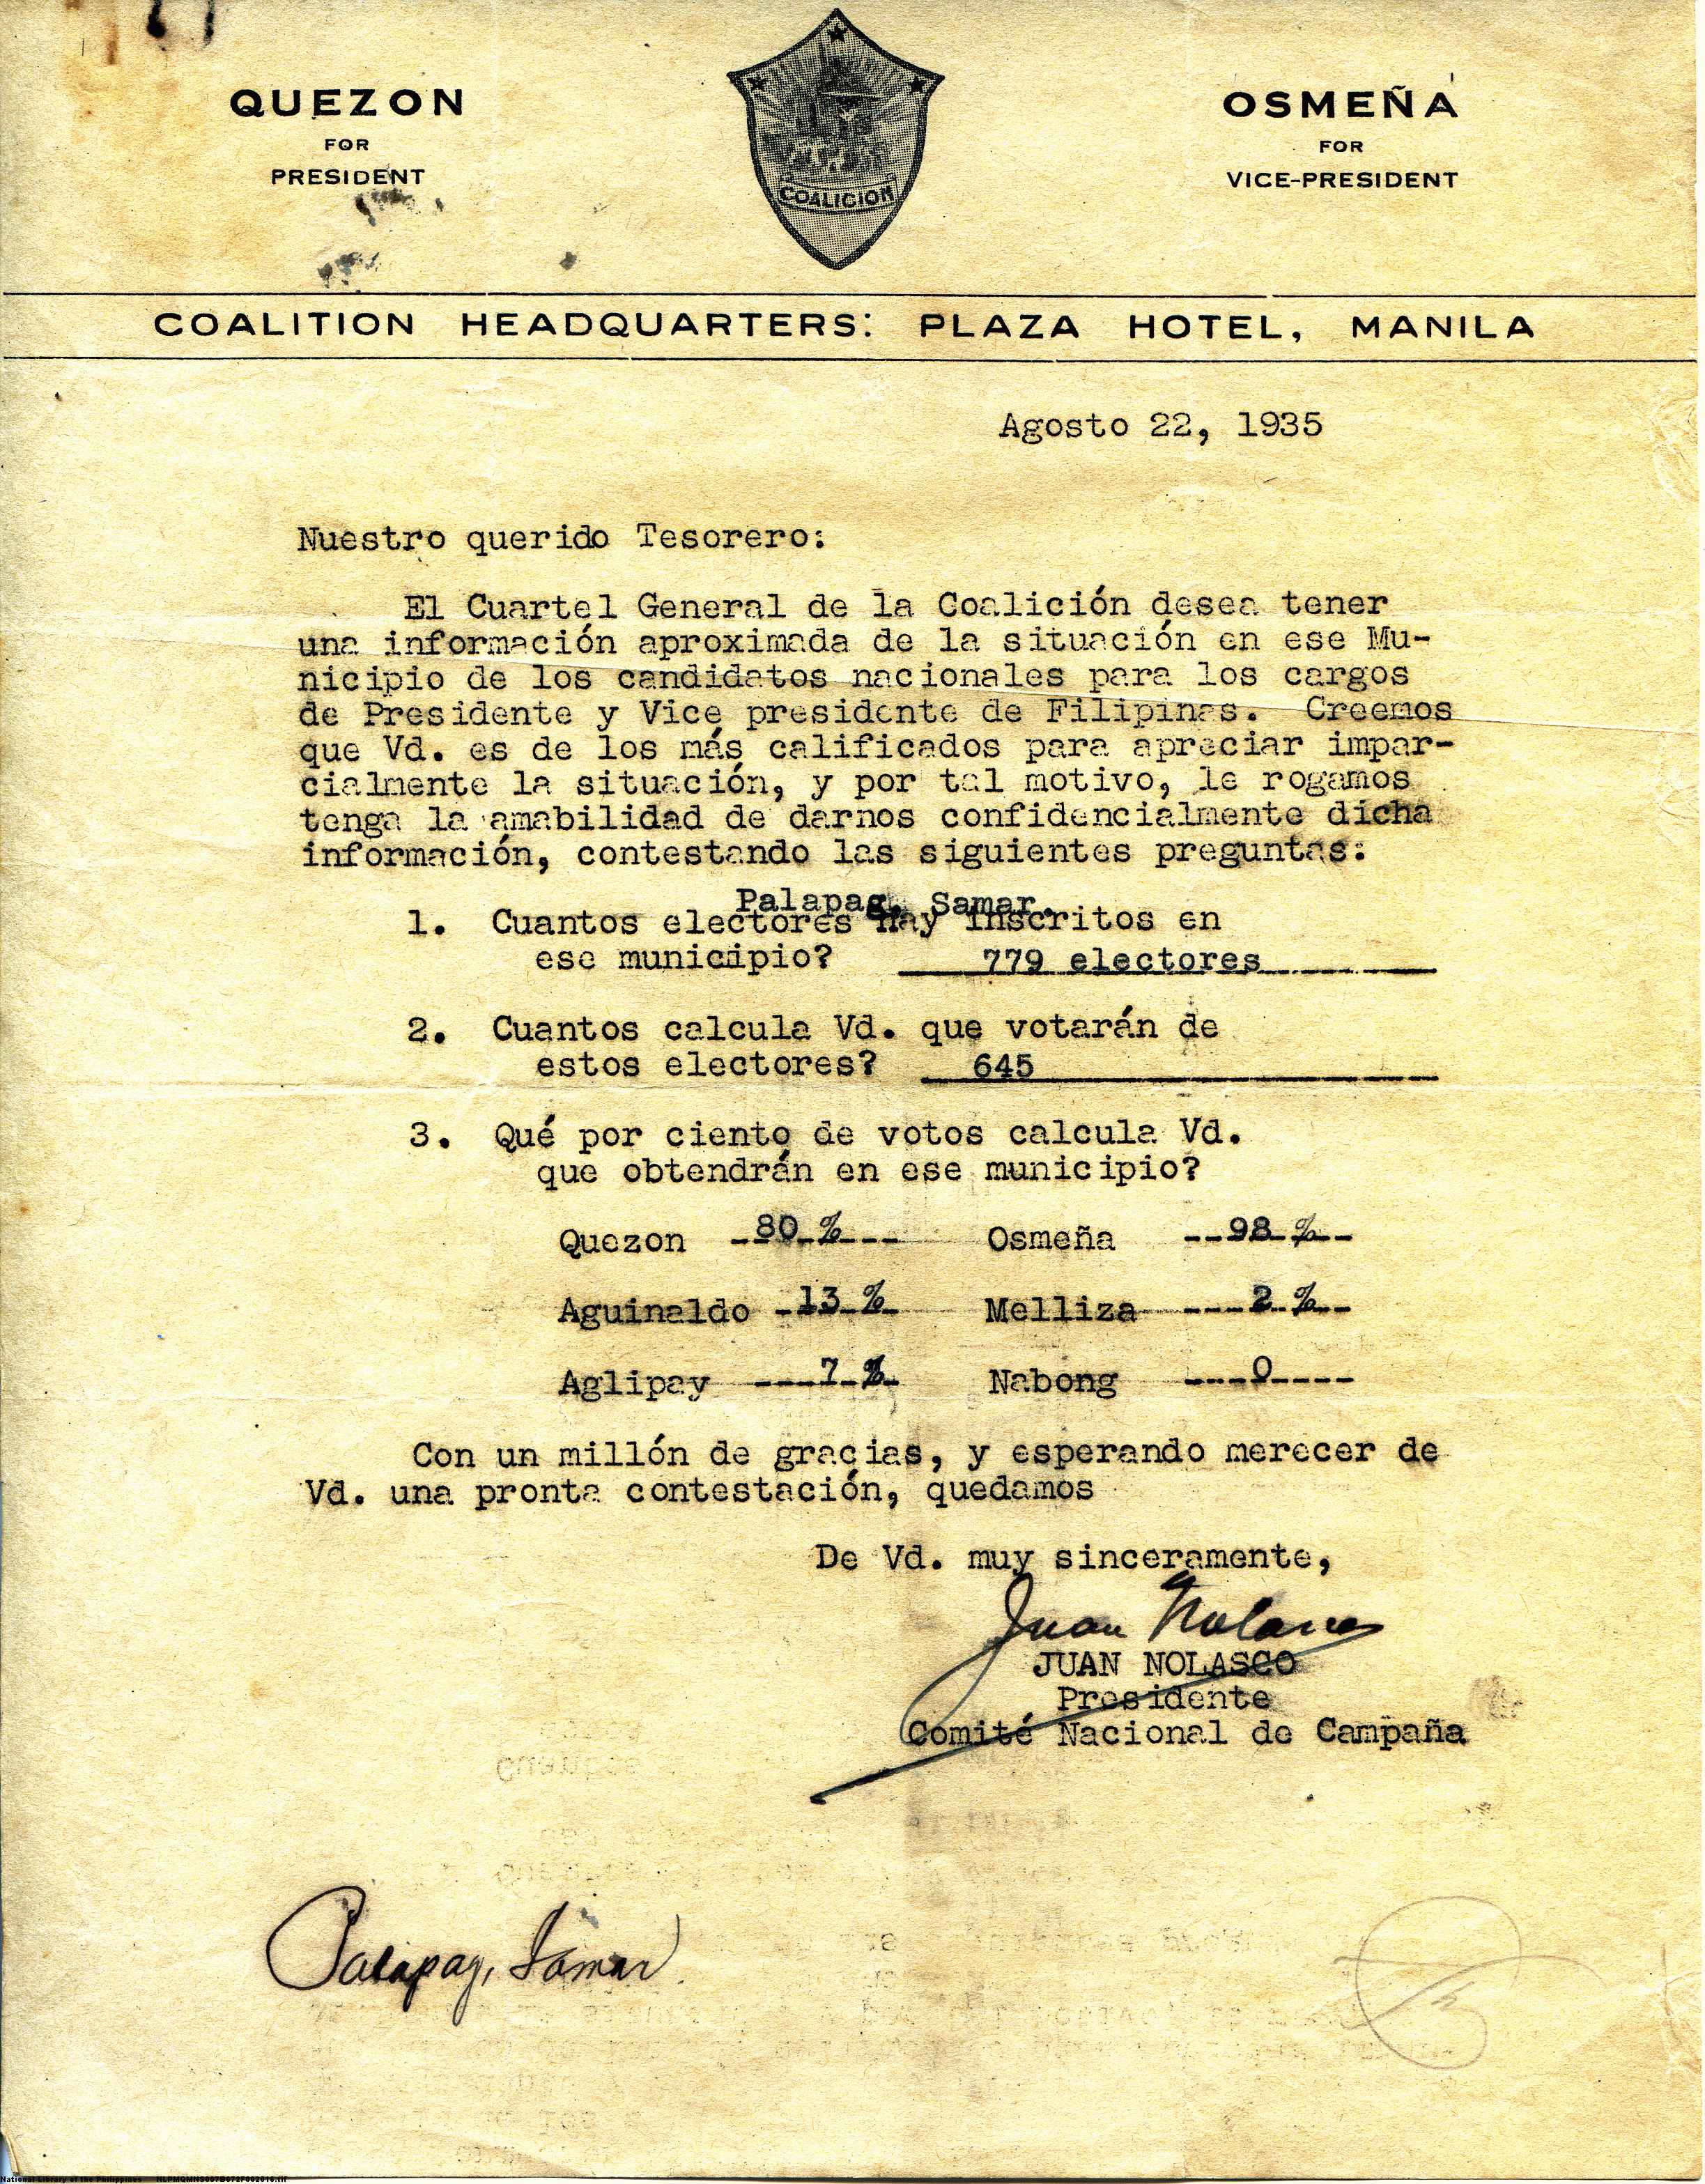 QUEZON
FOR
PRESIDENT
COALICION
OSMEÑA
FOR
VICE-PRESIDENT
COALITION HEADQUARTERS: PLAZA HOTEL, MANILA
Agosto 22, 1935
Nuestro querido Tesorero:
El Cuartel General de la Coalición desea tener
una información aproximada de la situación en ese Mu-
nicipio de los candidatos nacionales para los cargos
de Presidente y Vice presidente de Filipinas. Creemos
que Vd. es de los más calificados para apreciar impar-
cialmente la situación, y por tal motivo, le rogamos
tenga la amabilidad de darnos confidencialmente dicha
información, contestando las siguientes preguntas:
Palapag, Samar.
1. Cuantos electores hay inscritos en
ese municipio? 779 electores
2. Cuantos calcula Vd. que votarán de
estos electores? 645
3. Qué por ciento de votos calcula Vd.
que obtendrán en ese municipio?
Quezon 80 % Osmeña 98 %
Aguinaldo 13 % Melliza 2 %
Aglipay 7 % Nabong 0
Con un millón de gracias, y esperando merecer de
Vd. una pronta contestación, quedamos
De Vd. muy sinceramente,
Juan Nolasco
JUAN NOLASCO
Presidente
Comité Nacional de Campaña
Palapag, Samar.
National Library of the Philippines